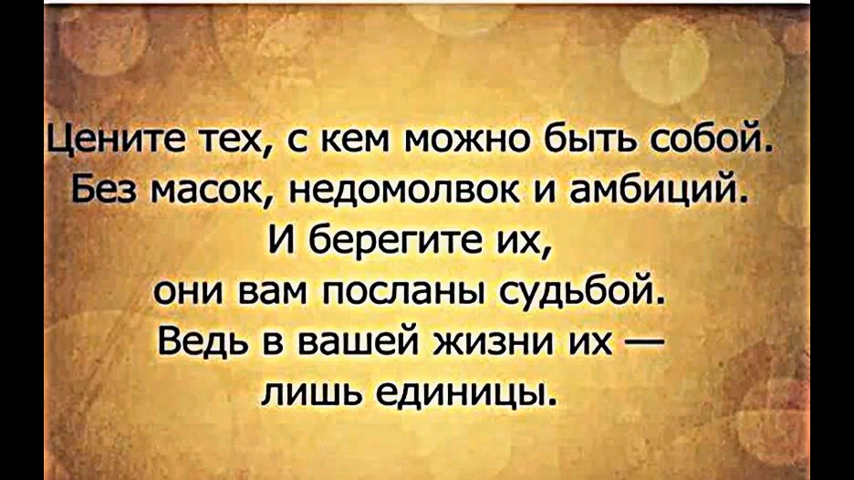 Цените тех, с кем можно быть собой.
Без масок, недомолвок и амбиций.
И берегите их,
они вам посланы судьбой.
Ведь в вашей жизни их —
лишь единицы.